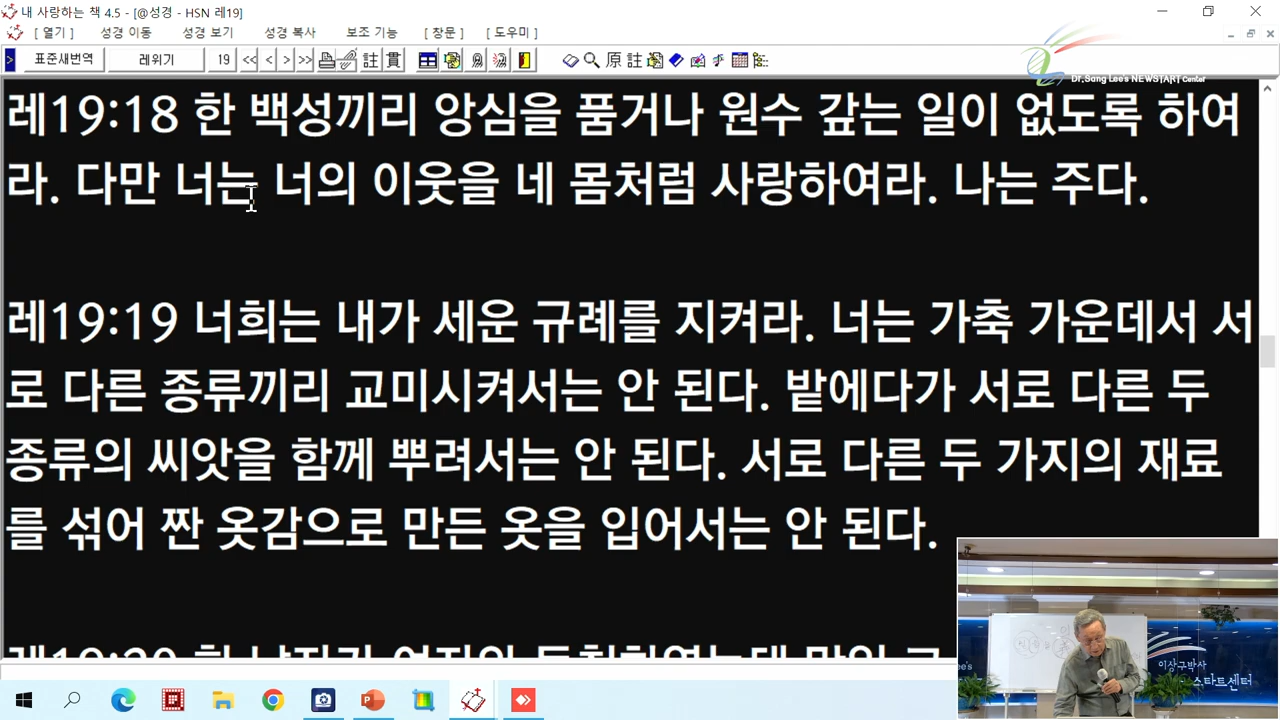 내 사랑하는 책 4.5 - [@성경 - HSN 레19]
[ 열기 ] 성경 이동 성경 보기 성경 복사 보조 기능 [ 창문 ] [ 도우미 ]
> 표준새번역 레위기 19 << < > >> 註 貫 原 註
Dr.Sang Lee's NEWSTART Center
레19:18 한 백성끼리 앙심을 품거나 원수 갚는 일이 없도록 하여
라. 다만 너는 너의 이웃을 네 몸처럼 사랑하여라. 나는 주다.
레19:19 너희는 내가 세운 규례를 지켜라. 너는 가축 가운데서 서
로 다른 종류끼리 교미시켜서는 안 된다. 밭에다가 서로 다른 두
종류의 씨앗을 함께 뿌려서는 안 된다. 서로 다른 두 가지의 재료
를 섞어 짠 옷감으로 만든 옷을 입어서는 안 된다.
이상구박사
스타트센터